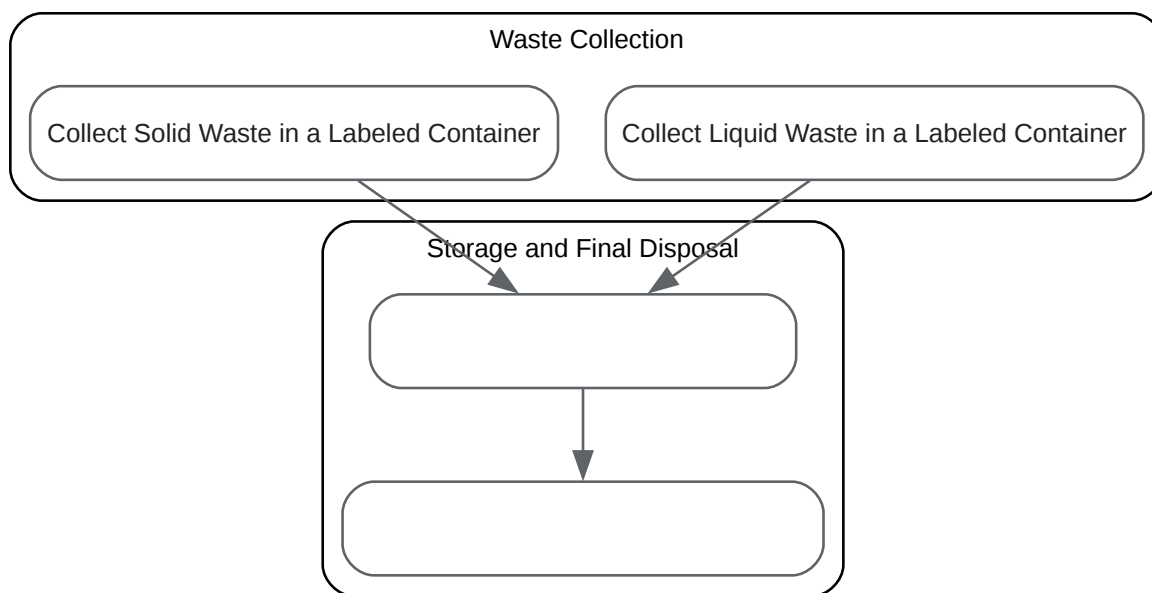 Waste Collection
Collect Solid Waste in a Labeled Container
Collect Liquid Waste in a Labeled Container
Storage and Final Disposal